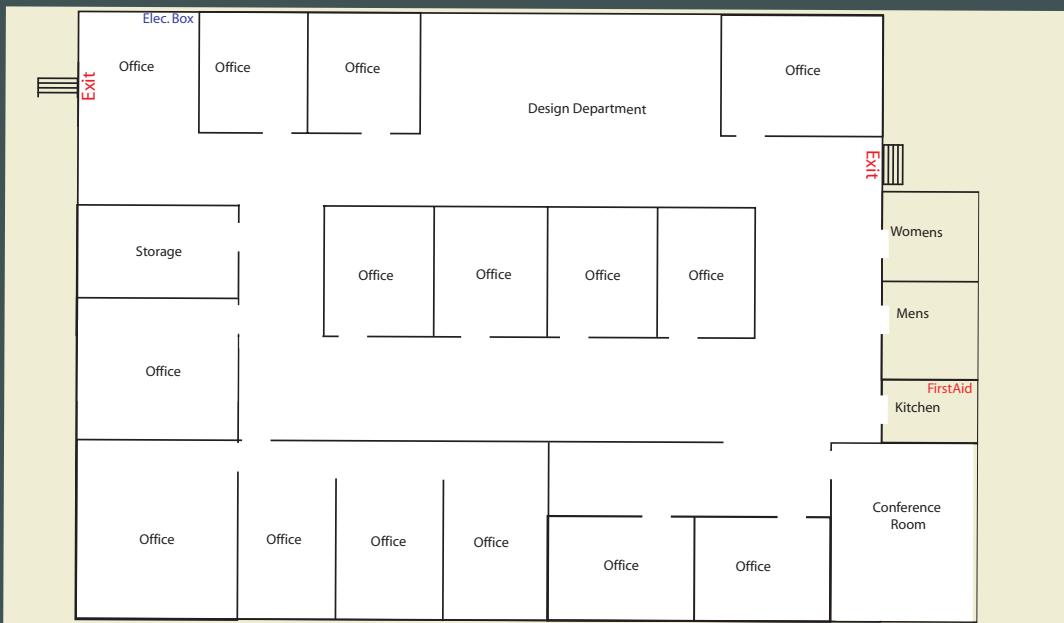 Elec. Box
Office
Office
Office
Office
Exit
Design Department
Exit
Womens
Storage
Office
Office
Office
Office
Mens
Office
FirstAid
Kitchen
Conference
Room
Office
Office
Office
Office
Office
Office